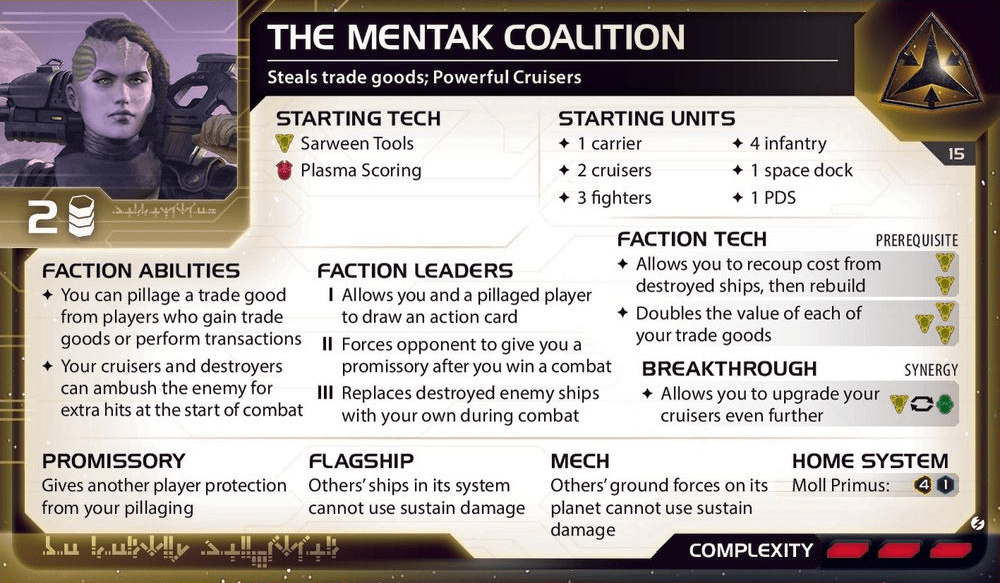 THE MENTAK COALITION
Steals trade goods; Powerful Cruisers
15
2
STARTING TECH
Sarween Tools
Plasma Scoring
STARTING UNITS
1 carrier
2 cruisers
3 fighters
4 infantry
1 space dock
1 PDS
FACTION ABILITIES
You can pillage a trade good
from players who gain trade
goods or perform transactions
Your cruisers and destroyers
can ambush the enemy for
extra hits at the start of combat
FACTION LEADERS
I Allows you and a pillaged player
to draw an action card
II Forces opponent to give you a
promissory after you win a combat
III Replaces destroyed enemy ships
with your own during combat
FACTION TECH PREREQUISITE
Allows you to recoup cost from
destroyed ships, then rebuild
Doubles the value of each of
your trade goods
BREAKTHROUGH SYNERGY
Allows you to upgrade your
cruisers even further
PROMISSORY
Gives another player protection
from your pillaging
FLAGSHIP
Others’ ships in its system
cannot use sustain damage
MECH
Others’ ground forces on its
planet cannot use sustain
damage
HOME SYSTEM
Moll Primus: 4 1
COMPLEXITY